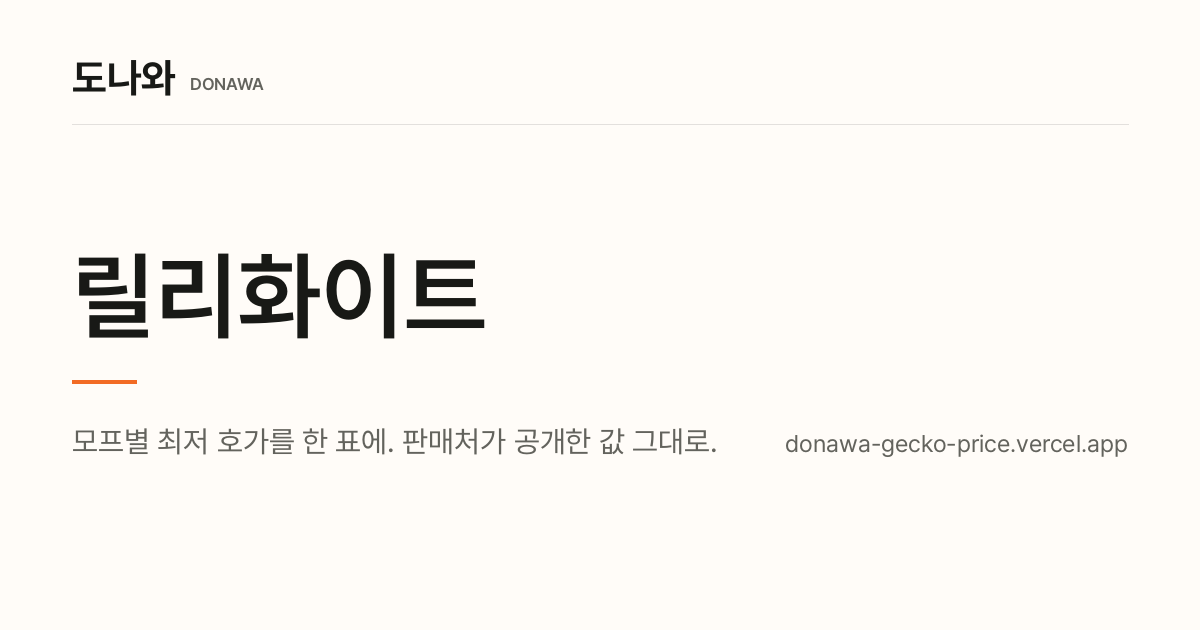 도나와 DONAWA
릴리화이트
모프별 최저 호가를 한 표에. 판매처가 공개한 값 그대로. donawa-gecko-price.vercel.app